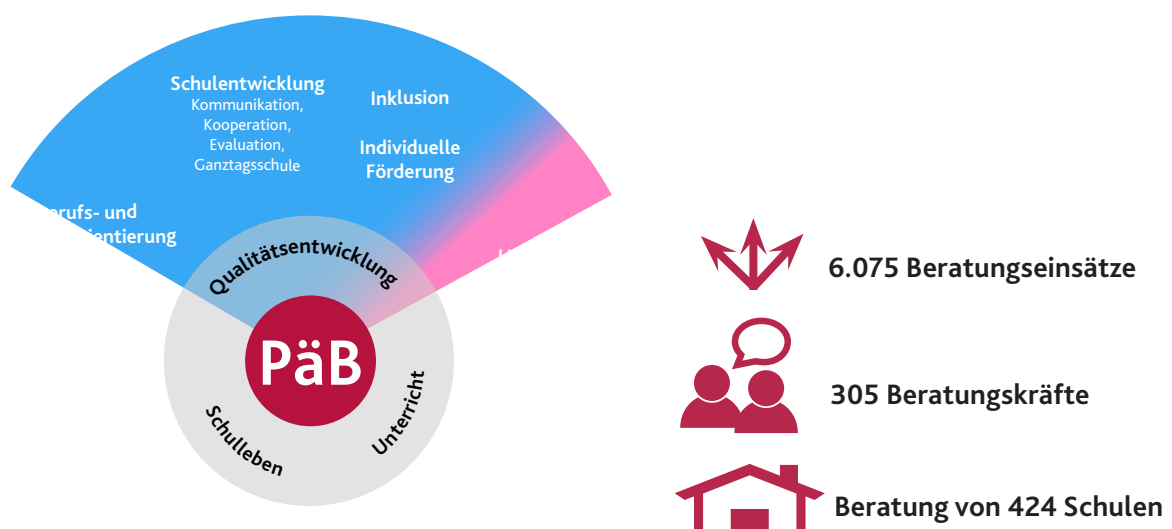 Schulentwicklung
Kommunikation,
Kooperation,
Evaluation,
Ganztagsschule
Inklusion
Individuelle
Förderung
und
Qualitätsentwicklung
PäB
Schulleben
Unterricht
6.075 Beratungseinsätze
305 Beratungskräfte
Beratung von 424 Schulen